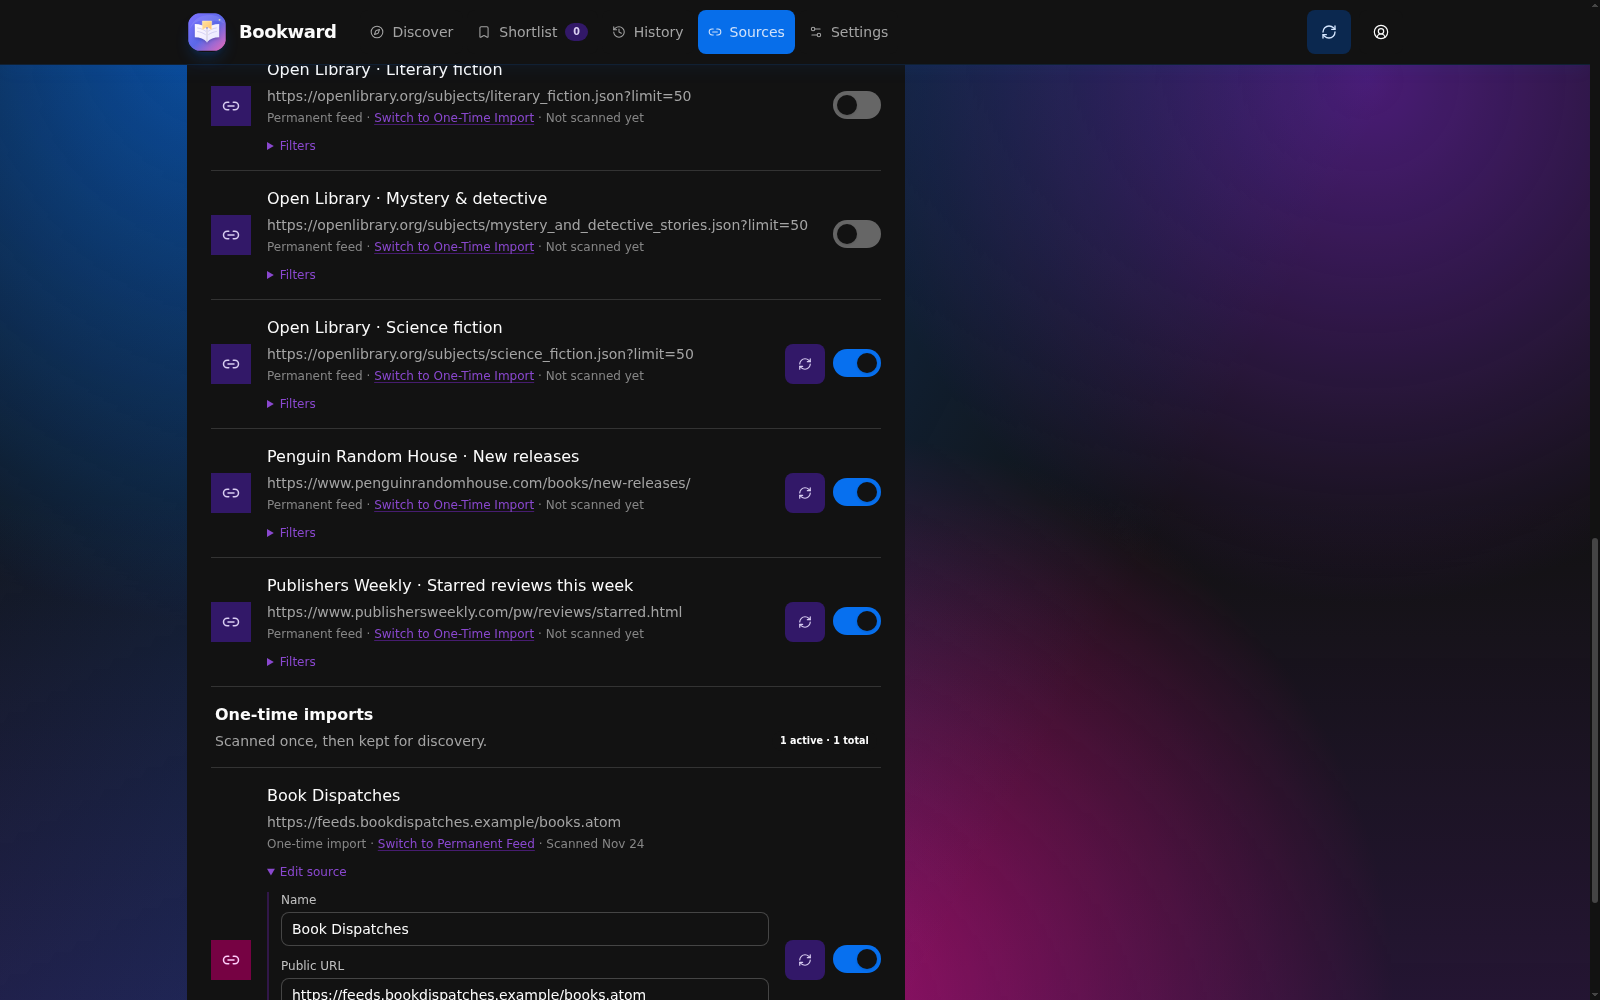 Bookward
Discover
Shortlist 0
History
Sources
Settings
Open Library · Literary fiction
https://openlibrary.org/subjects/literary_fiction.json?limit=50
Permanent feed · Switch to One-Time Import · Not scanned yet
Filters
Open Library · Mystery & detective
https://openlibrary.org/subjects/mystery_and_detective_stories.json?limit=50
Permanent feed · Switch to One-Time Import · Not scanned yet
Filters
Open Library · Science fiction
https://openlibrary.org/subjects/science_fiction.json?limit=50
Permanent feed · Switch to One-Time Import · Not scanned yet
Filters
Penguin Random House · New releases
https://www.penguinrandomhouse.com/books/new-releases/
Permanent feed · Switch to One-Time Import · Not scanned yet
Filters
Publishers Weekly · Starred reviews this week
https://www.publishersweekly.com/pw/reviews/starred.html
Permanent feed · Switch to One-Time Import · Not scanned yet
Filters
One-time imports
Scanned once, then kept for discovery.
1 active · 1 total
Book Dispatches
https://feeds.bookdispatches.example/books.atom
One-time import · Switch to Permanent Feed · Scanned Nov 24
Edit source
Name
Book Dispatches
Public URL
https://feeds.bookdispatches.example/books.atom